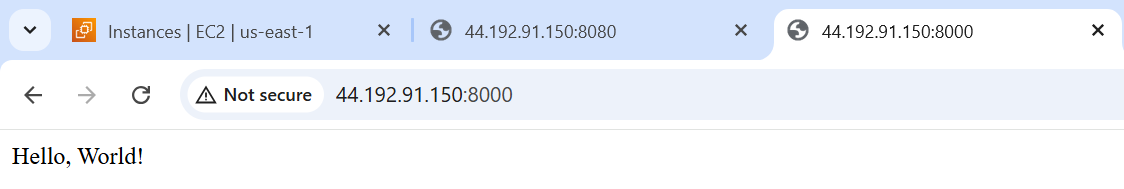 Instances | EC2 | us-east-1 44.192.91.150:8080 44.192.91.150:8000
Not secure 44.192.91.150:8000
Hello, World!